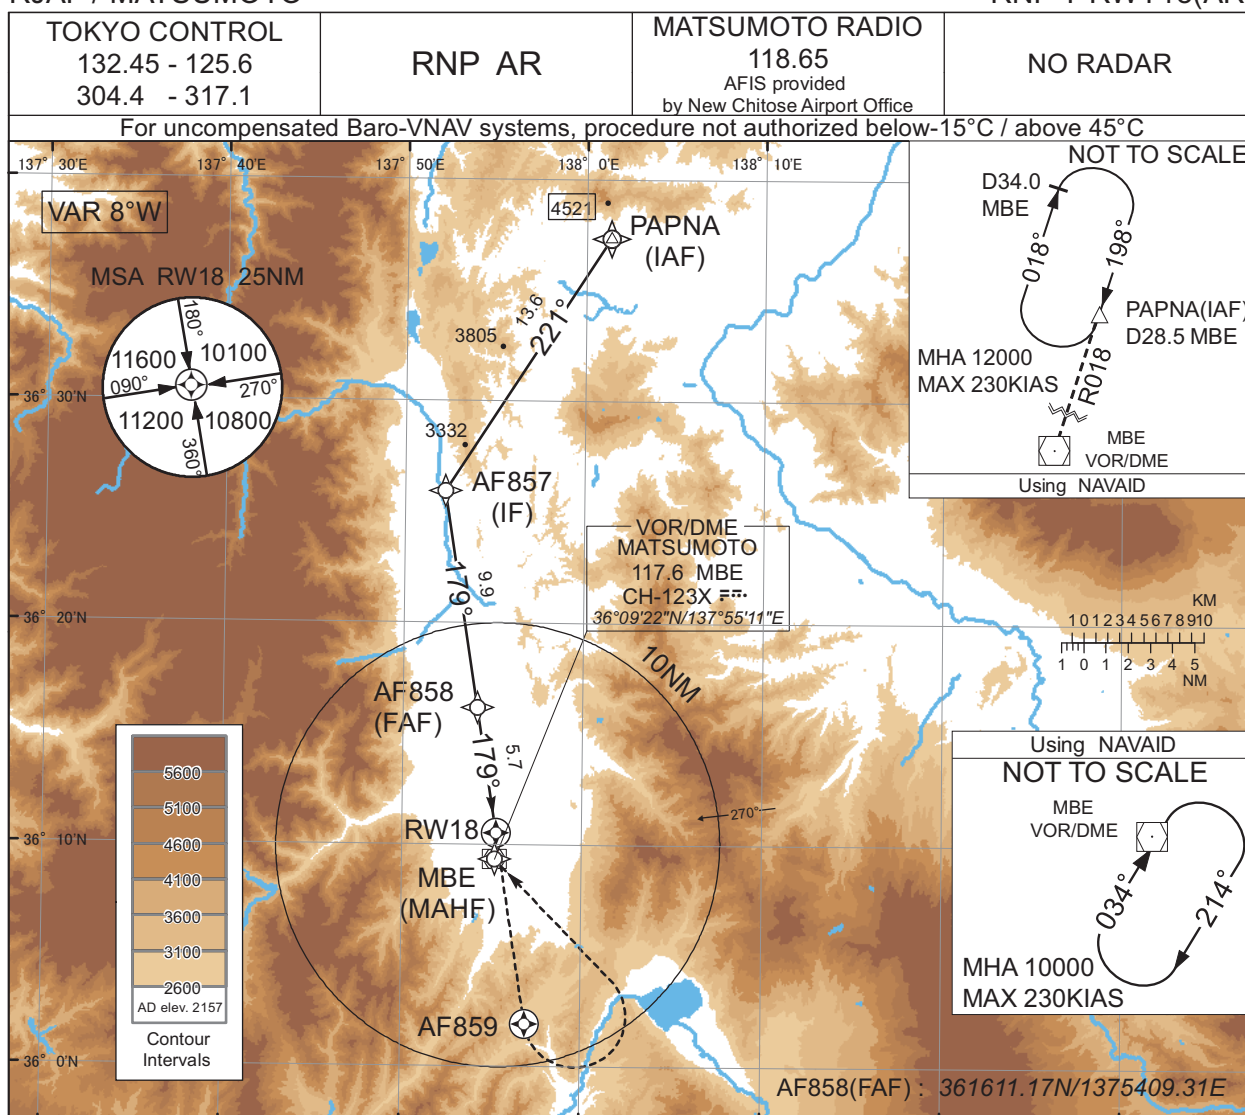 TOKYO CONTROL
132.45 - 125.6
304.4 - 317.1
RNP AR
MATSUMOTO RADIO
118.65
AFIS provided
by New Chitose Airport Office
NO RADAR
For uncompensated Baro-VNAV systems, procedure not authorized below-15°C / above 45°C
137° 30'E
137° 40'E
137° 50'E
138° 0'E
138° 10'E
VAR 8°W
MSA RW18 25NM
180°
11600
10100
090°
270°
11200
10800
360°
4521
PAPNA
(IAF)
13.6
221°
3805
3332
36° 30'N
AF857
(IF)
9.9
179°
VOR/DME
MATSUMOTO
117.6 MBE
CH-123X
36°09'22"N/137°55'11"E
36° 20'N
10NM
AF858
(FAF)
5.7
179°
270°
RW18
36° 10'N
MBE
(MAHF)
AF859
36° 0'N
NOT TO SCALE
D34.0
MBE
018°
198°
PAPNA(IAF)
D28.5 MBE
MHA 12000
MAX 230KIAS
R018
MBE
VOR/DME
Using NAVAID
KM
1 0 1 2 3 4 5 6 7 8 9 10
1 0 1 2 3 4 5
NM
Using NAVAID
NOT TO SCALE
MBE
VOR/DME
034°
214°
MHA 10000
MAX 230KIAS
5600
5100
4600
4100
3600
3100
2600
AD elev. 2157
Contour
Intervals
AF858(FAF) : 361611.17N/1375409.31E